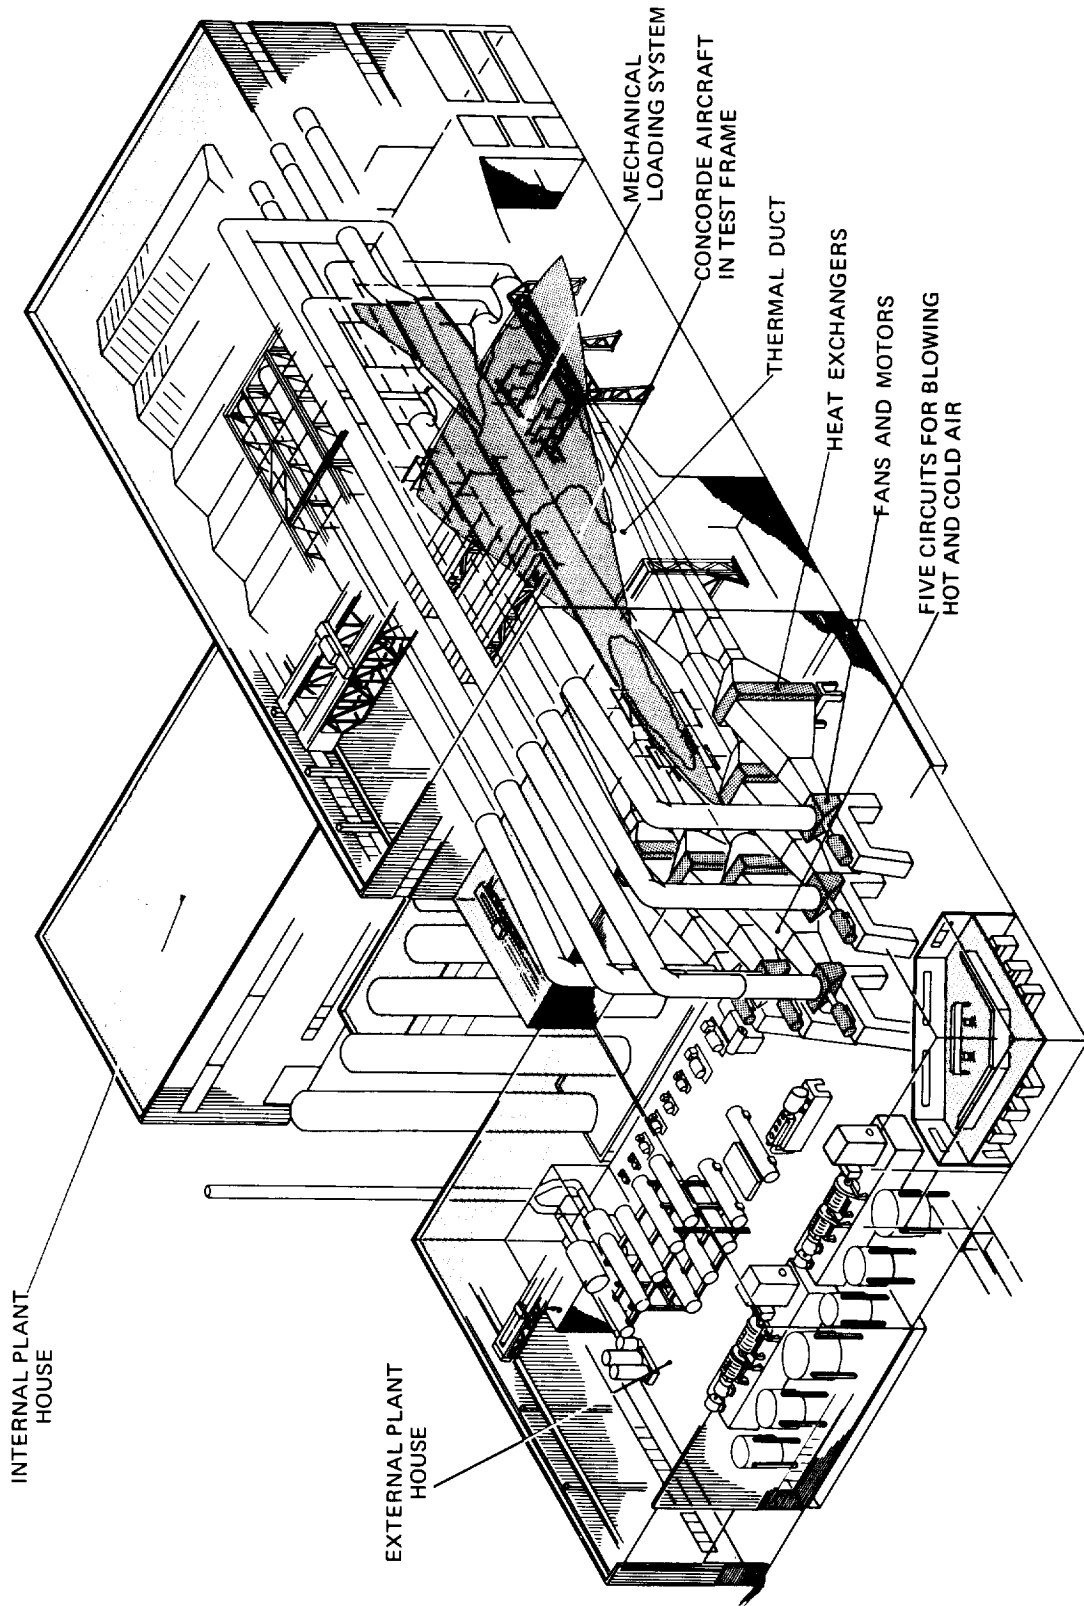 INTERNAL PLANT
HOUSE
EXTERNAL PLANT
HOUSE
MECHANICAL
LOADING SYSTEM
CONCORDE AIRCRAFT
IN TEST FRAME
THERMAL DUCT
HEAT EXCHANGERS
FANS AND MOTORS
FIVE CIRCUITS FOR BLOWING
HOT AND COLD AIR